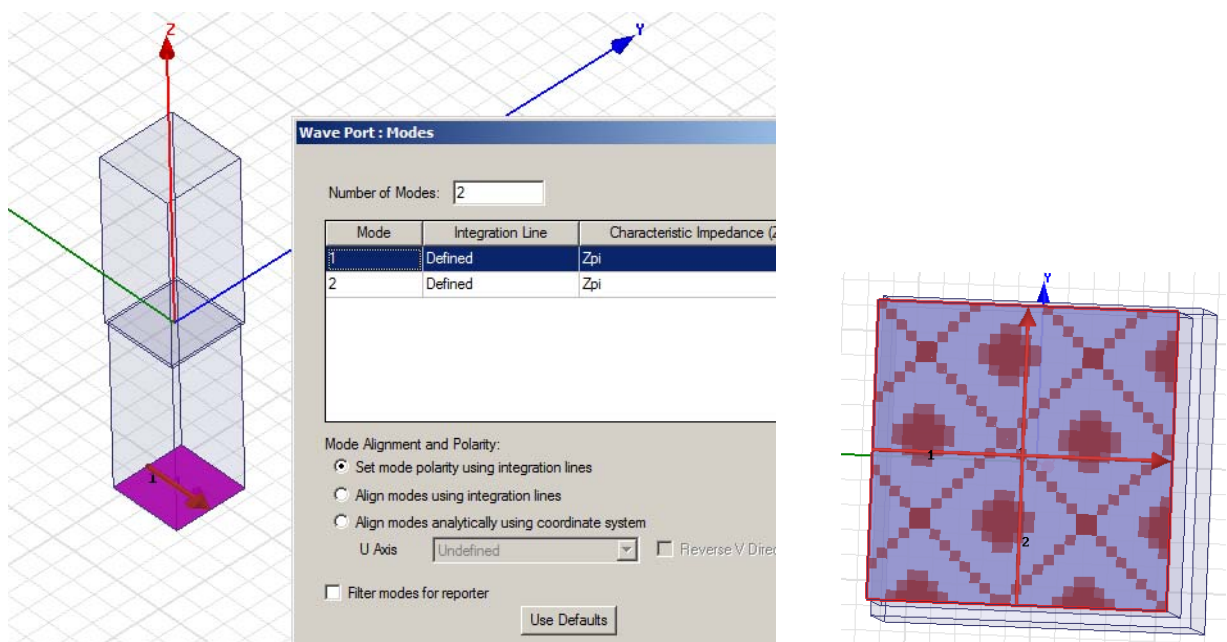 Z
Y
Wave Port : Modes
Number of Modes: 2
Mode Integration Line Characteristic Impedance (Z
1 Defined Zpi
2 Defined Zpi
Mode Alignment and Polarity:
Set mode polarity using integration lines
Align modes using integration lines
Align modes analytically using coordinate system
U Axis Undefined Reverse V Direc
Filter modes for reporter
Use Defaults
1
Y
1
2